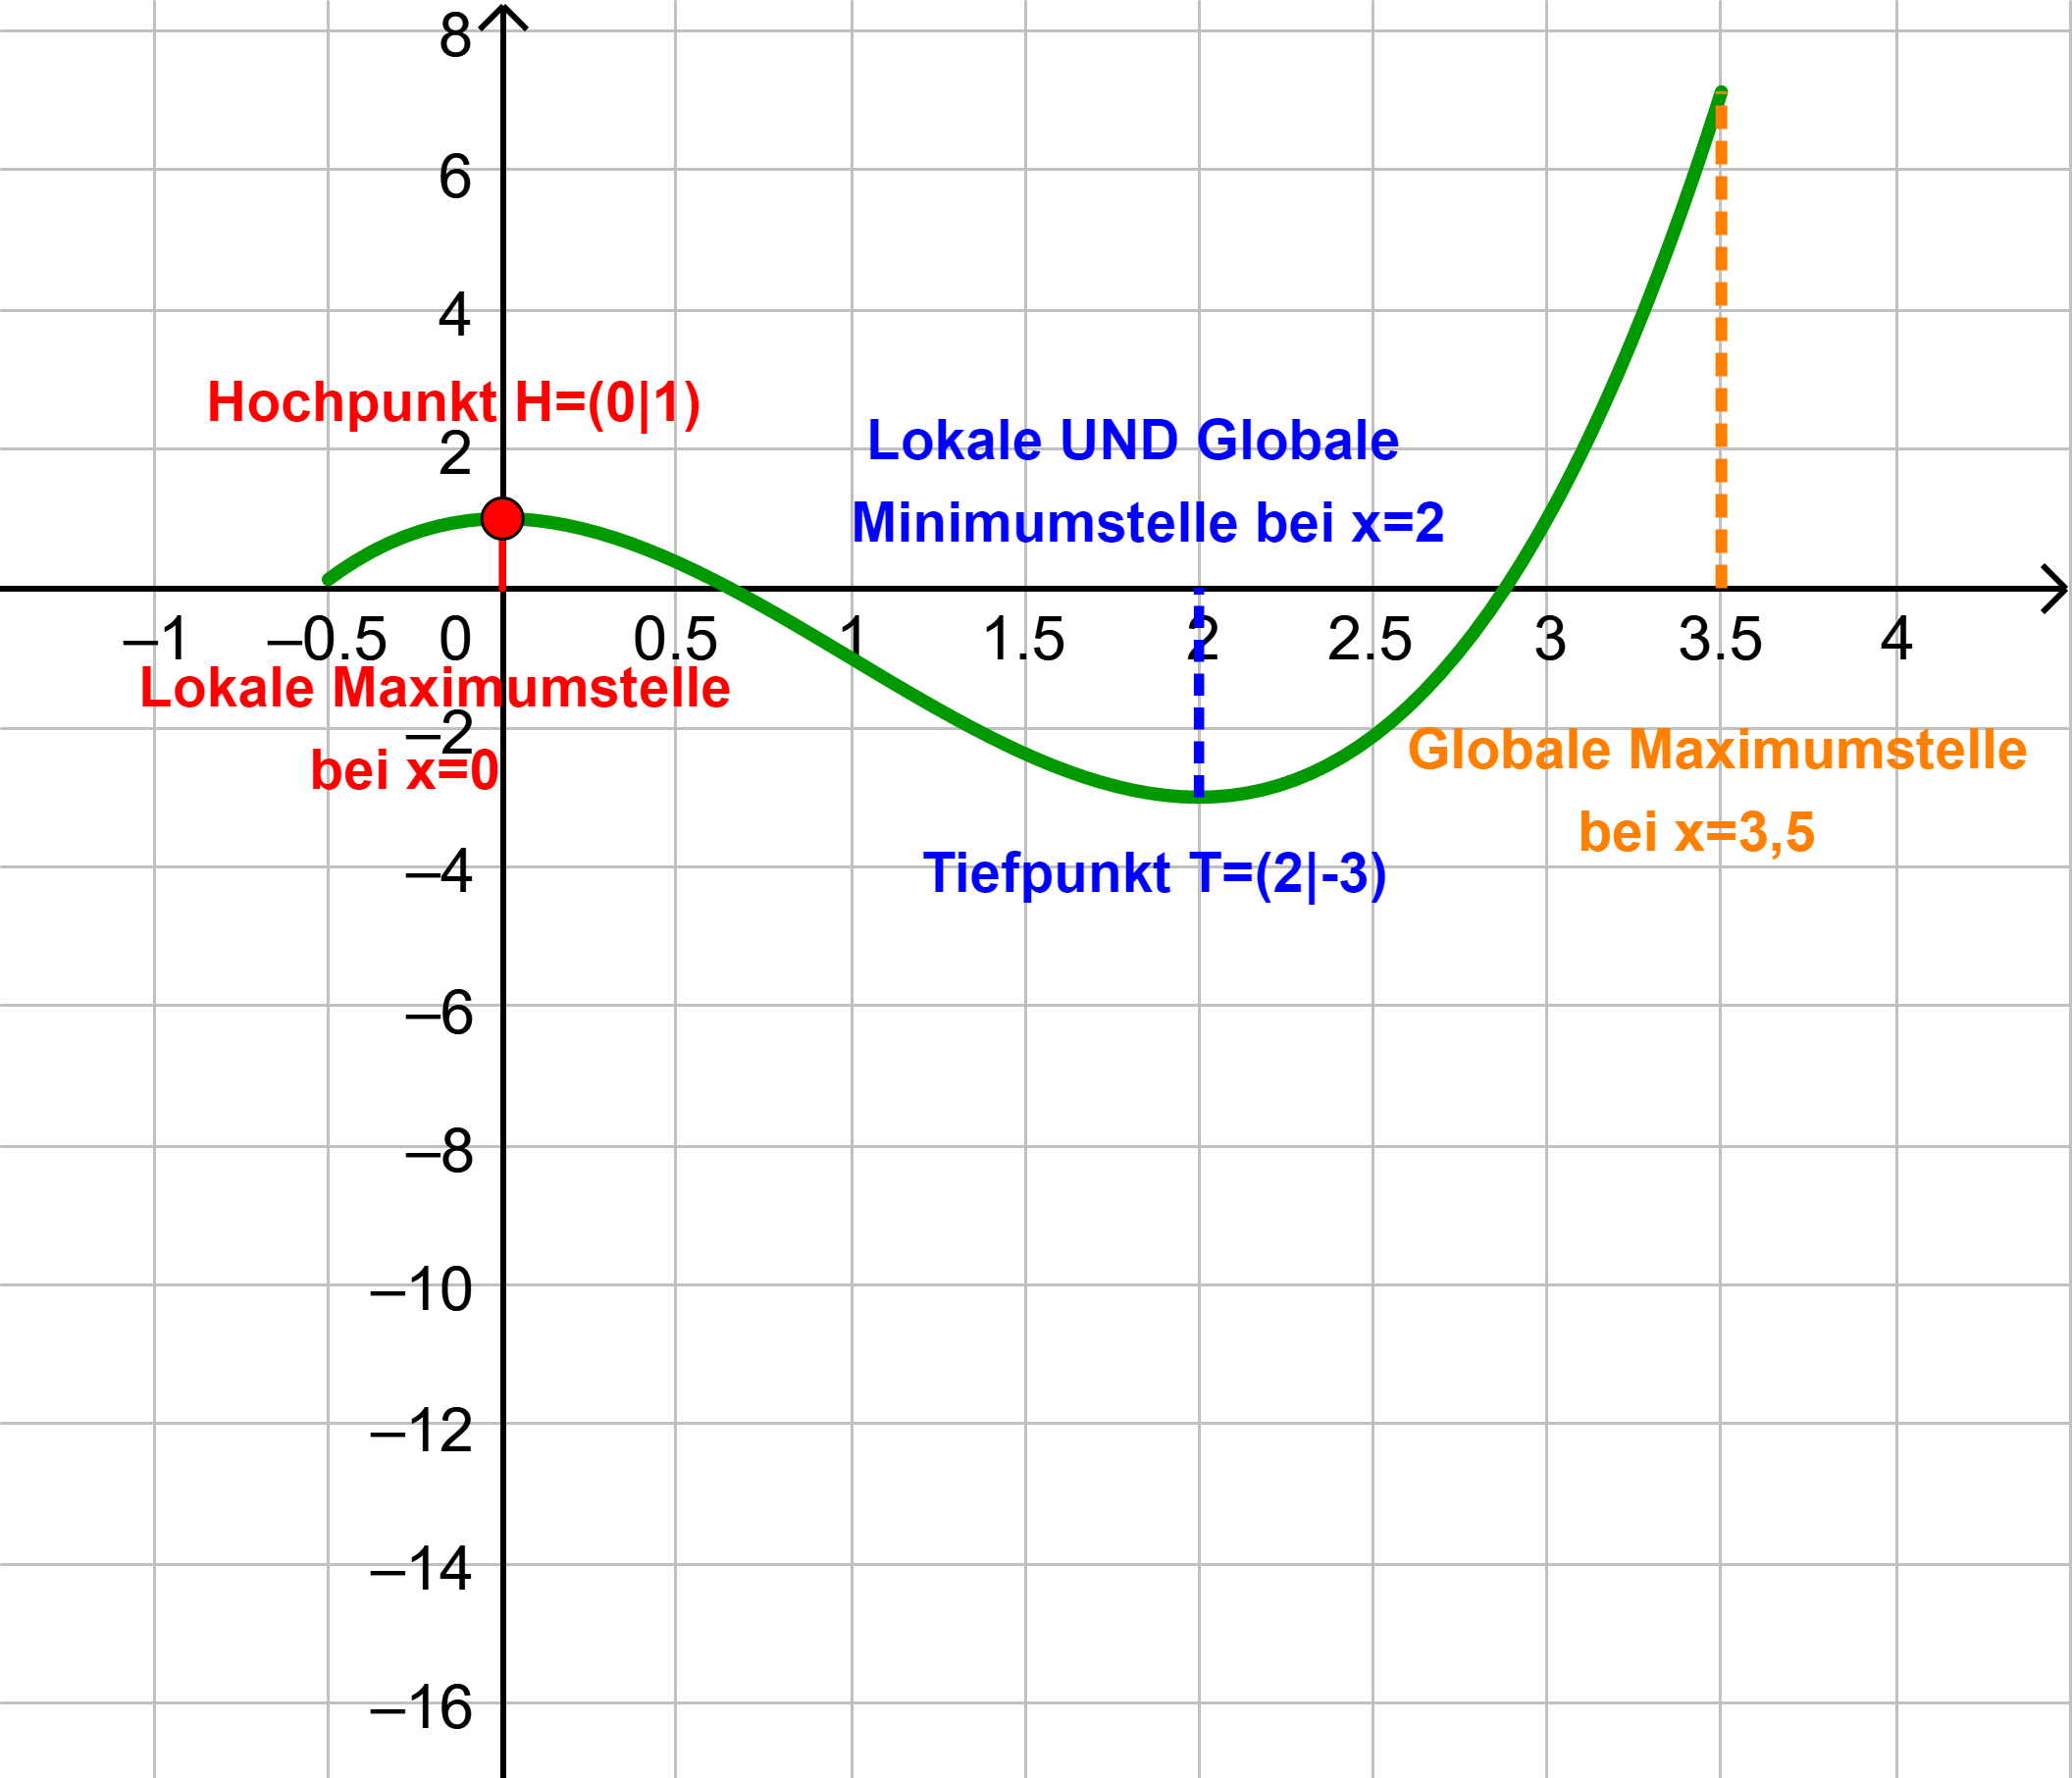 8
6
4
Hochpunkt H=(0|1)
2
Lokale UND Globale
Minimumstelle bei x=2
–1 –0.5 0 0.5 1 1.5 2 2.5 3 3.5 4
Lokale Maximumstelle
bei x=0
–2
Globale Maximumstelle
bei x=3,5
–4
Tiefpunkt T=(2|-3)
–6
–8
–10
–12
–14
–16